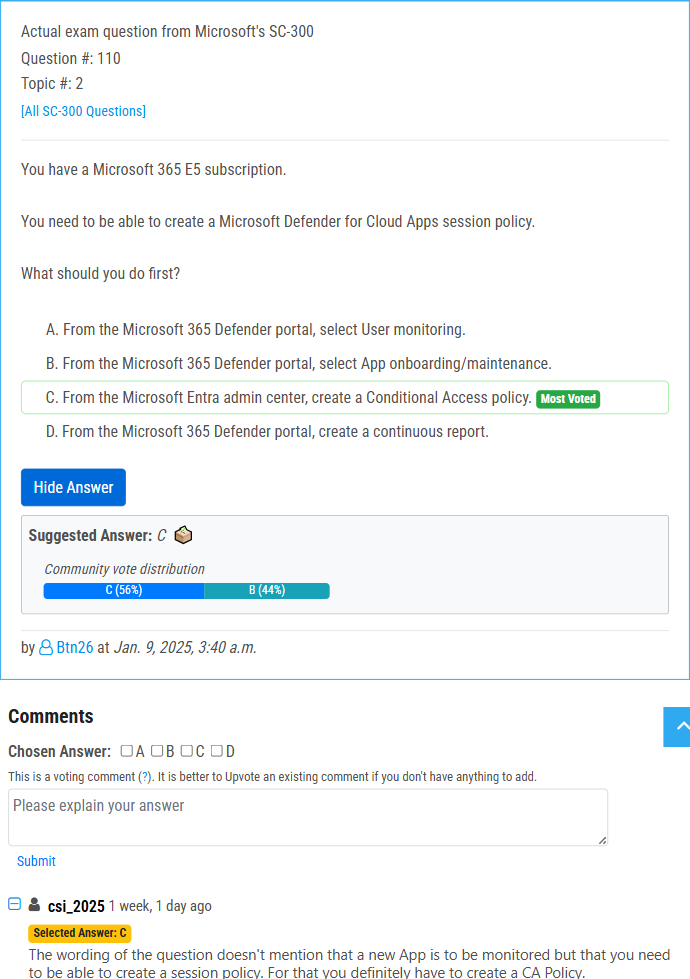 Actual exam question from Microsoft's SC-300
Question #: 110
Topic #: 2
[All SC-300 Questions]
You have a Microsoft 365 E5 subscription.
You need to be able to create a Microsoft Defender for Cloud Apps session policy.
What should you do first?
A. From the Microsoft 365 Defender portal, select User monitoring.
B. From the Microsoft 365 Defender portal, select App onboarding/maintenance.
C. From the Microsoft Entra admin center, create a Conditional Access policy. Most Voted
D. From the Microsoft 365 Defender portal, create a continuous report.
Hide Answer
Suggested Answer: C
Community vote distribution
C (56%) B (44%)
by Btn26 at Jan. 9, 2025, 3:40 a.m.
Comments
Chosen Answer: A B C D
This is a voting comment (?). It is better to Upvote an existing comment if you don't have anything to add.
Please explain your answer
Submit
csi_2025 1 week, 1 day ago
Selected Answer: C
The wording of the question doesn't mention that a new App is to be monitored but that you need
to be able to create a session policy. For that you definitely have to create a CA Policy.